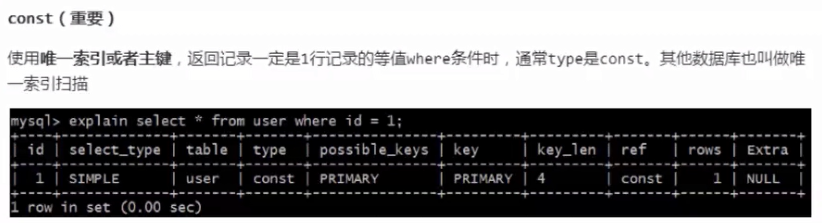 const（重要）
使用唯一索引或者主键，返回记录一定是1行记录的等值where条件时，通常type是const。其他数据库也叫做唯
一索引扫描
mysql> explain select * from user where id = 1;
+----+-------------+-------+-------+---------------+---------+---------+-------+------+-------+
| id | select_type | table | type | possible_keys | key | key_len | ref | rows | Extra |
+----+-------------+-------+-------+---------------+---------+---------+-------+------+-------+
| 1 | SIMPLE | user | const | PRIMARY | PRIMARY | 4 | const | 1 | NULL |
+----+-------------+-------+-------+---------------+---------+---------+-------+------+-------+
1 row in set (0.00 sec)